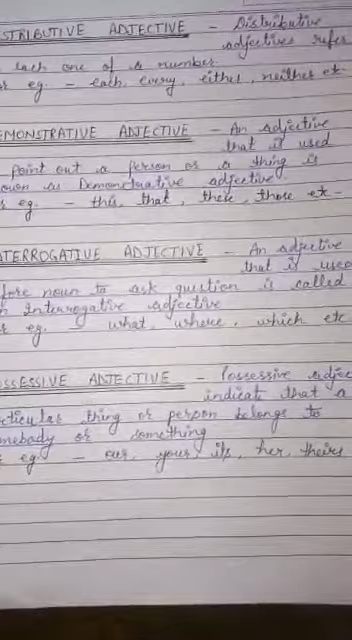 STRIBUTIVE ADJECTIVE - Distributive
adjectives refer
each one of a number
eg. - each, every, either, neither etc
EMONSTRATIVE ADJECTIVE - An adjective
that is used
point out a person or a thing is
own as Demonstrative adjective
eg. - this, that, these, those etc -
TERROGATIVE ADJECTIVE - An adjective
that is used
fore noun to ask question is called
Interrogative adjective
eg. what, where, which etc
OSSESSIVE ADJECTIVE - Possessive adjec
indicate that a
rticular thing or person belongs to
mebody or something
eg. - our, your, its, her, theirs